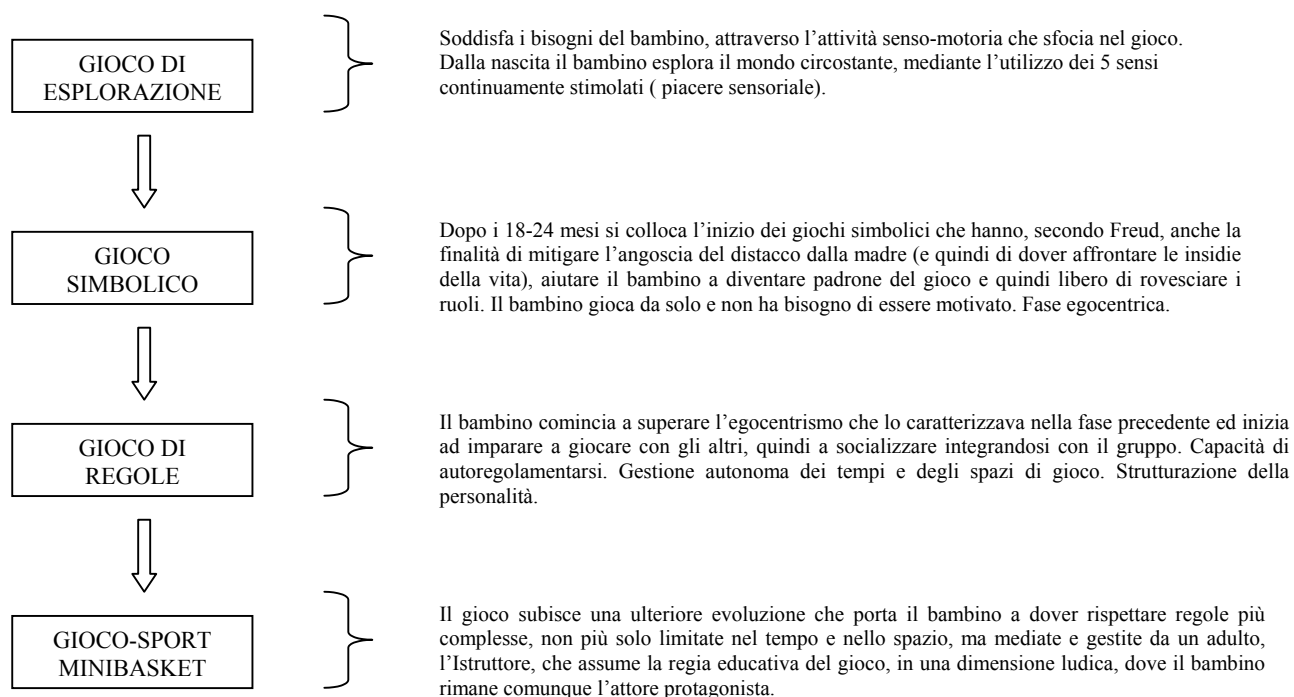 GIOCO DI
ESPLORAZIONE
Soddisfa i bisogni del bambino, attraverso l’attività senso-motoria che sfocia nel gioco.
Dalla nascita il bambino esplora il mondo circostante, mediante l’utilizzo dei 5 sensi
continuamente stimolati ( piacere sensoriale).
GIOCO
SIMBOLICO
Dopo i 18-24 mesi si colloca l’inizio dei giochi simbolici che hanno, secondo Freud, anche la
finalità di mitigare l’angoscia del distacco dalla madre (e quindi di dover affrontare le insidie
della vita), aiutare il bambino a diventare padrone del gioco e quindi libero di rovesciare i
ruoli. Il bambino gioca da solo e non ha bisogno di essere motivato. Fase egocentrica.
GIOCO DI
REGOLE
Il bambino comincia a superare l’egocentrismo che lo caratterizzava nella fase precedente ed inizia
ad imparare a giocare con gli altri, quindi a socializzare integrandosi con il gruppo. Capacità di
autoregolamentarsi. Gestione autonoma dei tempi e degli spazi di gioco. Strutturazione della
personalità.
GIOCO-SPORT
MINIBASKET
Il gioco subisce una ulteriore evoluzione che porta il bambino a dover rispettare regole più
complesse, non più solo limitate nel tempo e nello spazio, ma mediate e gestite da un adulto,
l’Istruttore, che assume la regia educativa del gioco, in una dimensione ludica, dove il bambino
rimane comunque l’attore protagonista.